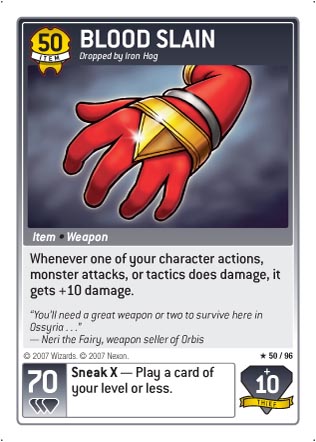 50
ITEM
BLOOD SLAIN
Dropped by Iron Hog
Item • Weapon
Whenever one of your character actions,
monster attacks, or tactics does damage, it
gets +10 damage.
“You’ll need a great weapon or two to survive here in
Ossyria . . .”
— Neri the Fairy, weapon seller of Orbis
© 2007 Wizards. © 2007 Nexon.
★ 50 / 96
70
Sneak X — Play a card of
your level or less.
+
10
THIEF